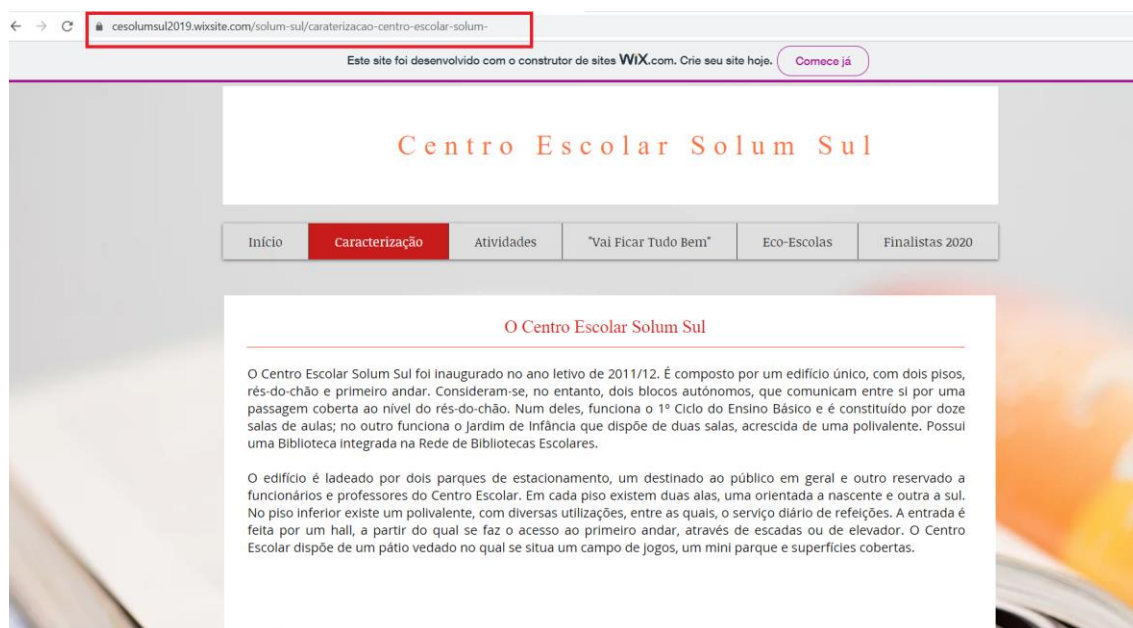 cesolumsul2019.wixsite.com/solum-sul/caraterizacao-centro-escolar-solum-
Este site foi desenvolvido com o construtor de sites WiX.com. Crie seu site hoje. Comece já
Centro Escolar Solum Sul
Início Caracterização Atividades "Vai Ficar Tudo Bem" Eco-Escolas Finalistas 2020
O Centro Escolar Solum Sul
O Centro Escolar Solum Sul foi inaugurado no ano letivo de 2011/12. É composto por um edifício único, com dois pisos,
rés-do-chão e primeiro andar. Consideram-se, no entanto, dois blocos autónomos, que comunicam entre si por uma
passagem coberta ao nível do rés-do-chão. Num deles, funciona o 1º Ciclo do Ensino Básico e é constituído por doze
salas de aulas; no outro funciona o Jardim de Infância que dispõe de duas salas, acrescida de uma polivalente. Possui
uma Biblioteca integrada na Rede de Bibliotecas Escolares.
O edifício é ladeado por dois parques de estacionamento, um destinado ao público em geral e outro reservado a
funcionários e professores do Centro Escolar. Em cada piso existem duas alas, uma orientada a nascente e outra a sul.
No piso inferior existe um polivalente, com diversas utilizações, entre as quais, o serviço diário de refeições. A entrada é
feita por um hall, a partir do qual se faz o acesso ao primeiro andar, através de escadas ou de elevador. O Centro
Escolar dispõe de um pátio vedado no qual se situa um campo de jogos, um mini parque e superfícies cobertas.